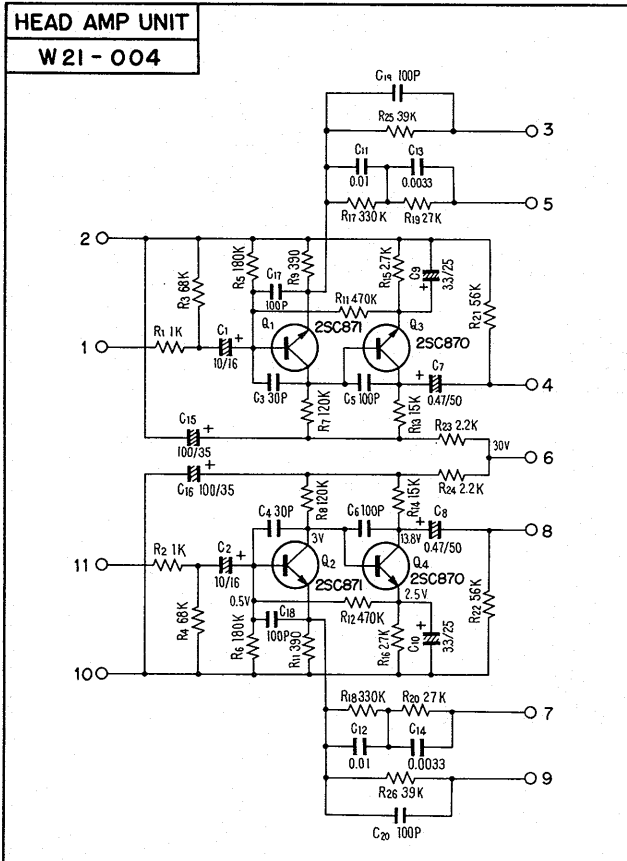 HEAD AMP UNIT
W21-004
C19 100P
R25 39K
3
C11
0.01
C13
0.0033
R17 330K
R19 27K
5
2
R3 68K
R5 180K
R9 390
C17
100P
R15 2.7K
C9
+
33/25
R11 470K
R21 56K
Q1
2SC871
Q3
2SC870
1
R1 1K
C1
+
10/16
C3 30P
C5 100P
+
C7
0.47/50
4
R7 120K
R13 15K
C15
+
100/35
R23 2.2K
30V
6
C16 100/35
+
R24 2.2K
R8 120K
R14 15K
C4 30P
C6 100P
C8
+
0.47/50
8
3V
13.8V
11
R2 1K
C2
+
10/16
Q2
2SC871
Q4
2SC870
0.5V
2.5V
R4 68K
C18
100P
R12 470K
R6 180K
R11 390
R16 2.7K
C10
+
33/25
R22 56K
10
R18 330K
R20 27K
7
C12
0.01
C14
0.0033
R26 39K
9
C20 100P